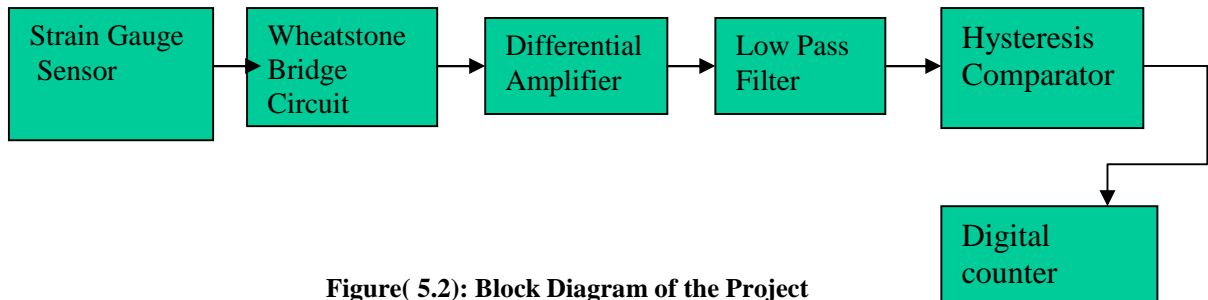 Strain Gauge
Sensor
Wheatstone
Bridge
Circuit
Differential
Amplifier
Low Pass
Filter
Hysteresis
Comparator
Digital
counter
Figure( 5.2): Block Diagram of the Project